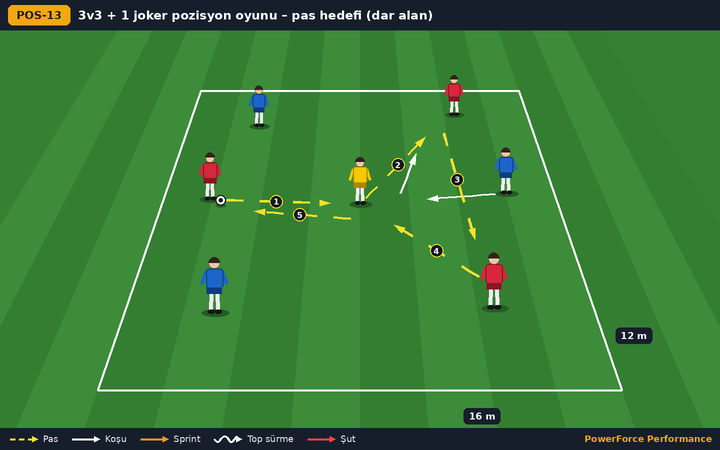 POS-13 3v3 + 1 joker pozisyon oyunu – pas hedefi (dar alan)
2
3
1
5
4
12 m
16 m
Pas Koşu Sprint Top sürme Şut PowerForce Performance